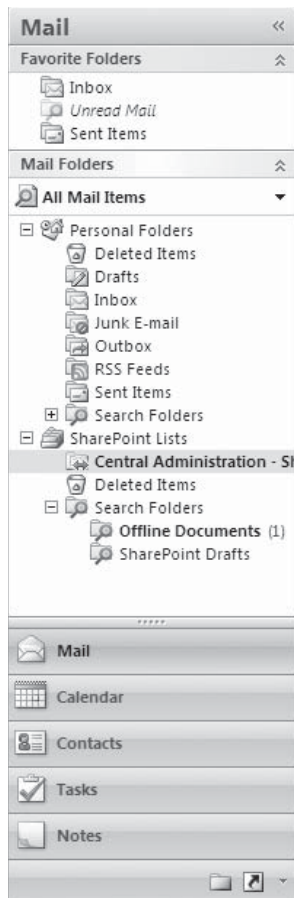 Mail
Favorite Folders
Inbox
Unread Mail
Sent Items
Mail Folders
All Mail Items
Personal Folders
Deleted Items
Drafts
Inbox
Junk E-mail
Outbox
RSS Feeds
Sent Items
Search Folders
SharePoint Lists
Central Administration - Sh
Deleted Items
Search Folders
Offline Documents (1)
SharePoint Drafts
Mail
Calendar
Contacts
Tasks
Notes